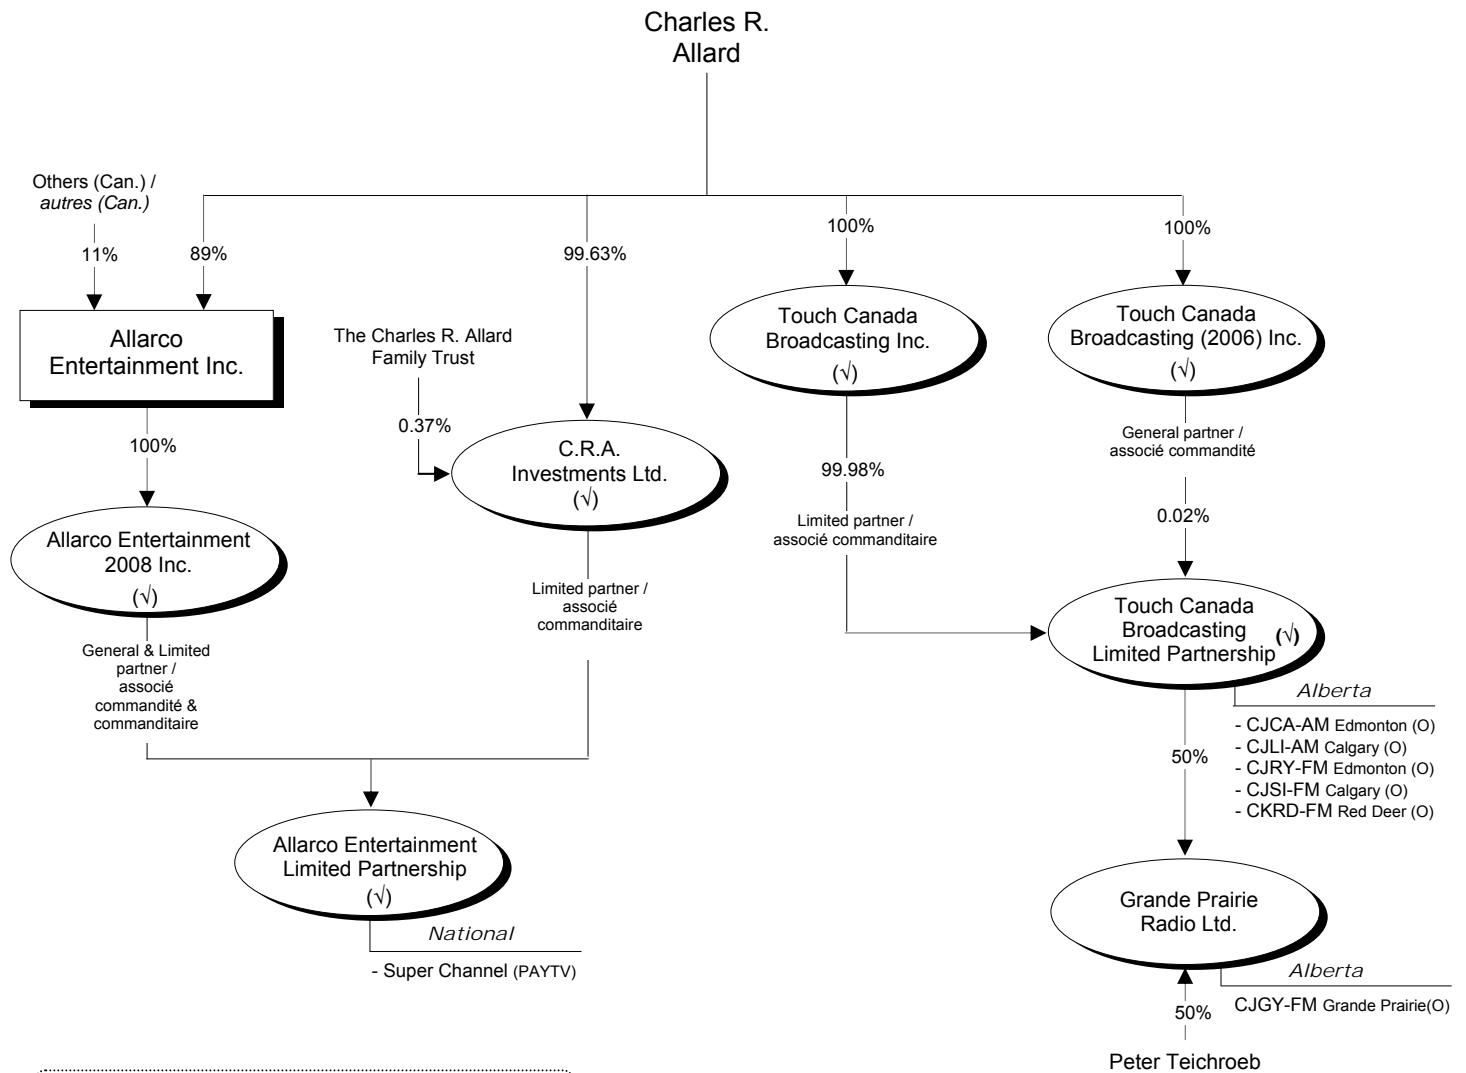 Charles R.
Allard
Others (Can.) /
autres (Can.)
11%
89%
99.63%
100%
100%
Allarco
Entertainment Inc.
The Charles R. Allard
Family Trust
Touch Canada
Broadcasting Inc.
(√)
Touch Canada
Broadcasting (2006) Inc.
(√)
100%
0.37%
C.R.A.
Investments Ltd.
(√)
99.98%
Limited partner /
associé commanditaire
General partner /
associé commandité
0.02%
Allarco Entertainment
2008 Inc.
(√)
Limited partner /
associé
commanditaire
Touch Canada
Broadcasting
Limited Partnership
(√)
General & Limited
partner /
associé
commandité &
commanditaire
Alberta
- CJCA-AM Edmonton (O)
- CJLI-AM Calgary (O)
- CJRY-FM Edmonton (O)
- CJSI-FM Calgary (O)
- CKRD-FM Red Deer (O)
50%
Allarco Entertainment
Limited Partnership
(√)
National
- Super Channel (PAYTV)
Grande Prairie
Radio Ltd.
Alberta
CJGY-FM Grande Prairie(O)
50%
Peter Teichroeb